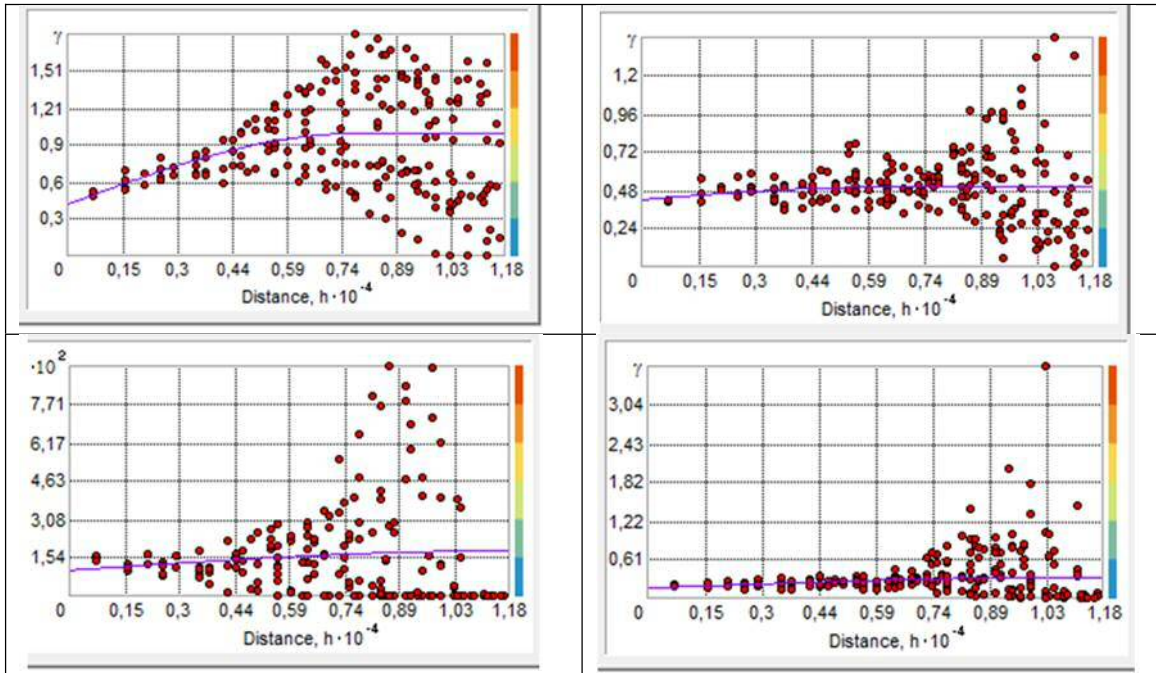 γ
1,51
1,21
0,9
0,6
0,3
0 0,15 0,3 0,44 0,59 0,74 0,89 1,03 1,18
Distance, h · 10⁻⁴
γ
1,2
0,96
0,72
0,48
0,24
0 0,15 0,3 0,44 0,59 0,74 0,89 1,03 1,18
Distance, h · 10⁻⁴
·10²
7,71
6,17
4,63
3,08
1,54
0 0,15 0,3 0,44 0,59 0,74 0,89 1,03 1,18
Distance, h · 10⁻⁴
γ
3,04
2,43
1,82
1,22
0,61
0 0,15 0,3 0,44 0,59 0,74 0,89 1,03 1,18
Distance, h · 10⁻⁴